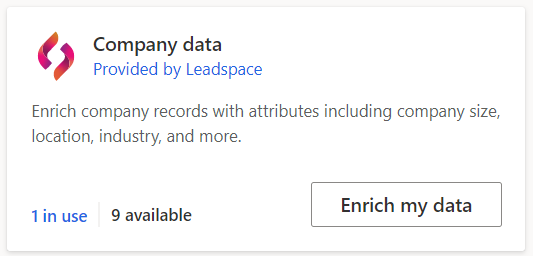 Company data
Provided by Leadspace
Enrich company records with attributes including company size,
location, industry, and more.
1 in use
9 available
Enrich my data